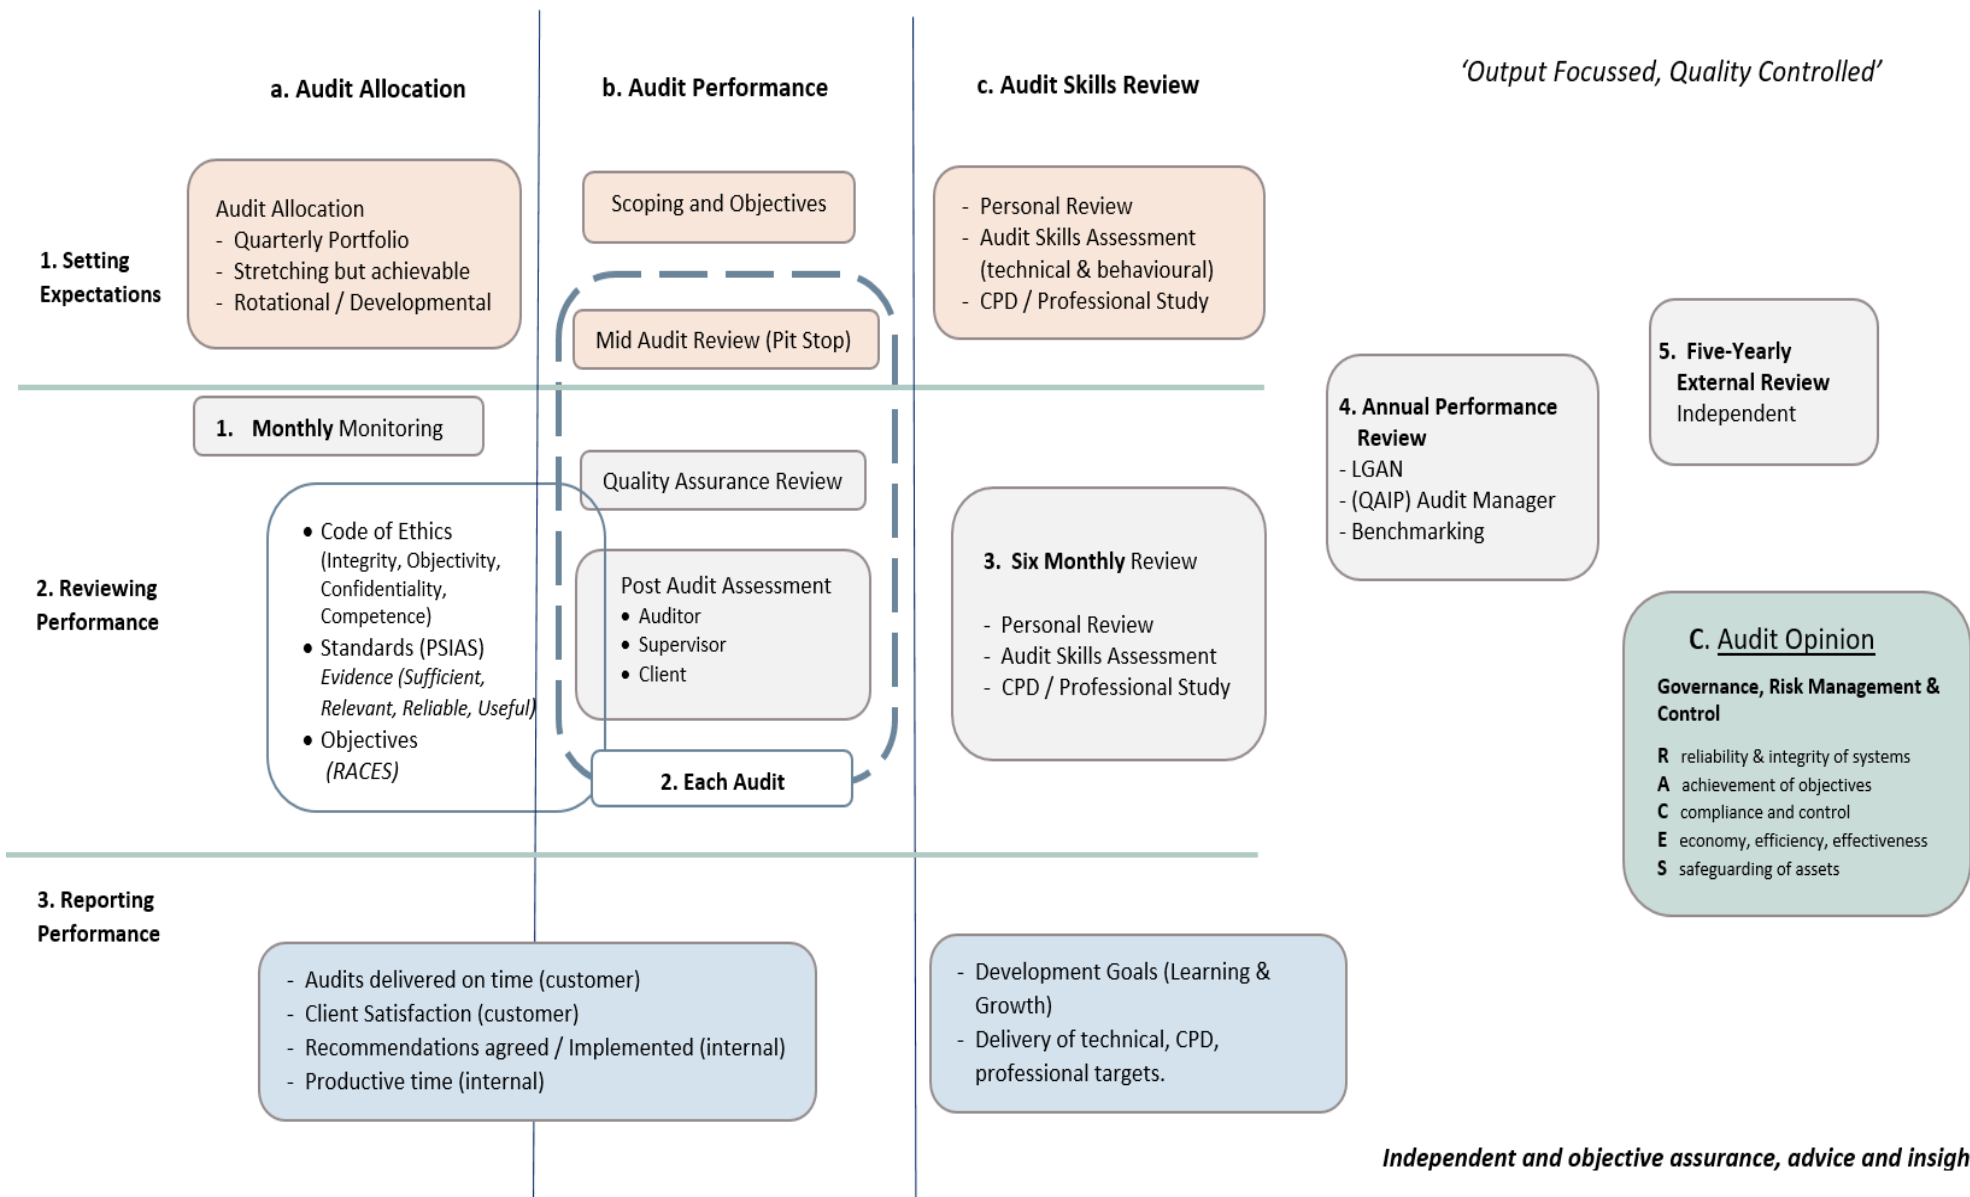 a. Audit Allocation
b. Audit Performance
c. Audit Skills Review
‘Output Focussed, Quality Controlled’
1. Setting
Expectations
Audit Allocation
- Quarterly Portfolio
- Stretching but achievable
- Rotational / Developmental
Scoping and Objectives
Mid Audit Review (Pit Stop)
- Personal Review
- Audit Skills Assessment
(technical & behavioural)
- CPD / Professional Study
2. Reviewing
Performance
1. Monthly Monitoring
• Code of Ethics
(Integrity, Objectivity,
Confidentiality,
Competence)
• Standards (PSIAS)
Evidence (Sufficient,
Relevant, Reliable, Useful)
• Objectives
(RACES)
Quality Assurance Review
Post Audit Assessment
• Auditor
• Supervisor
• Client
2. Each Audit
3. Six Monthly Review
- Personal Review
- Audit Skills Assessment
- CPD / Professional Study
4. Annual Performance
Review
- LGAN
- (QAIP) Audit Manager
- Benchmarking
5. Five-Yearly
External Review
Independent
C. Audit Opinion
Governance, Risk Management &
Control
R reliability & integrity of systems
A achievement of objectives
C compliance and control
E economy, efficiency, effectiveness
S safeguarding of assets
3. Reporting
Performance
- Audits delivered on time (customer)
- Client Satisfaction (customer)
- Recommendations agreed / Implemented (internal)
- Productive time (internal)
- Development Goals (Learning &
Growth)
- Delivery of technical, CPD,
professional targets.
Independent and objective assurance, advice and insigh